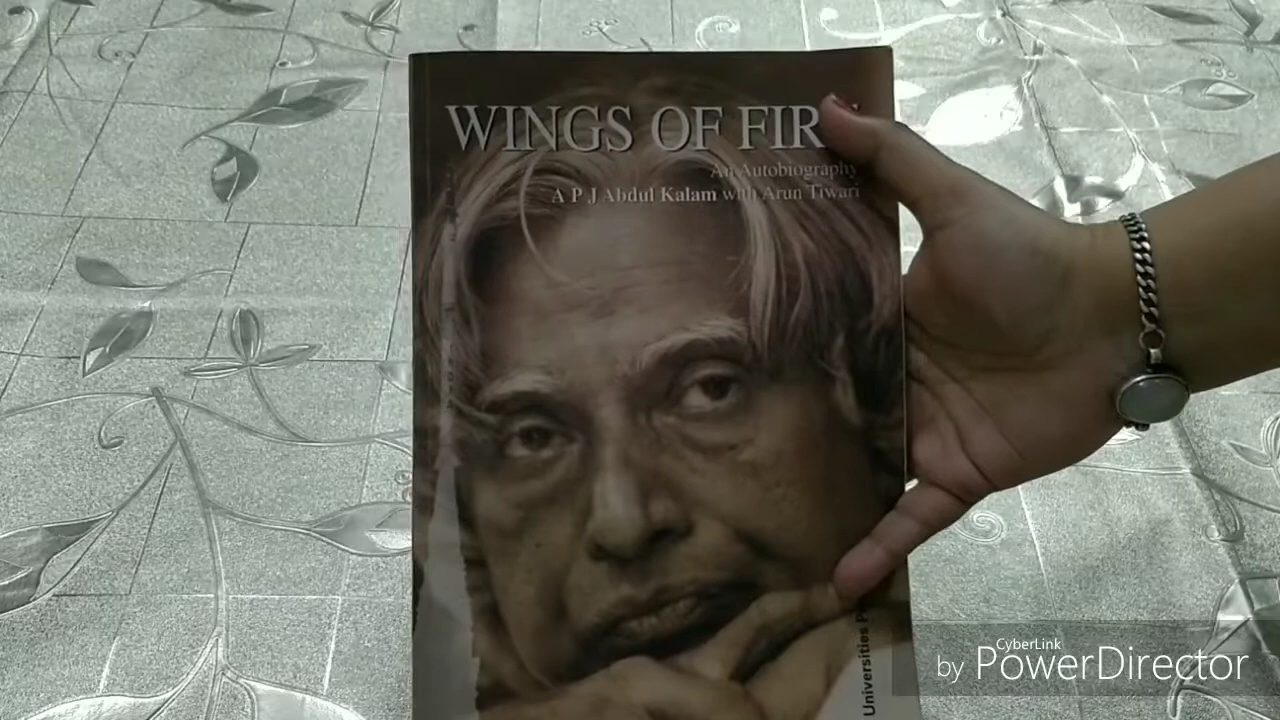 WINGS OF FIR
An Autobiography
A P J Abdul Kalam with Arun Tiwari
Universities P
CyberLink
by PowerDirector